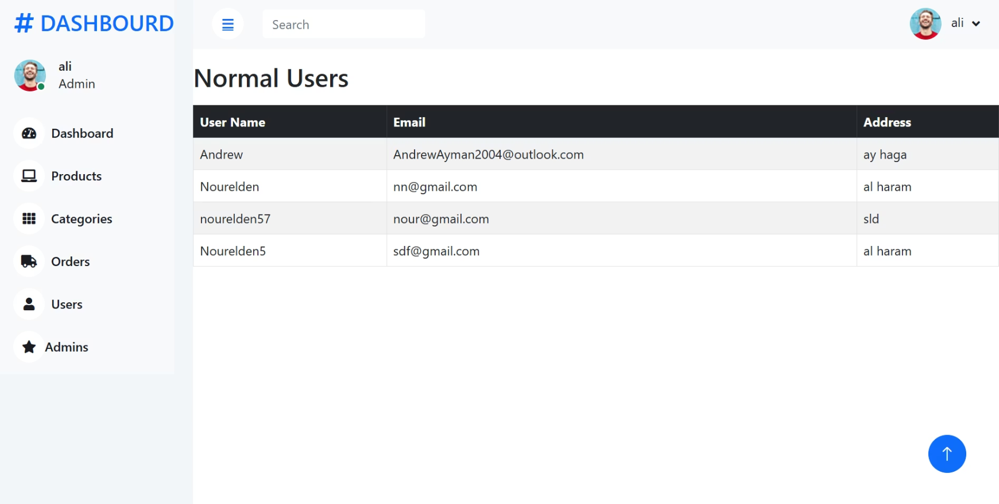 # DASHBOURD
Search
ali
ali
Admin
Dashboard
Products
Categories
Orders
Users
Admins
Normal Users
User Name Email Address
Andrew AndrewAyman2004@outlook.com ay haga
Nourelden nn@gmail.com al haram
nourelden57 nour@gmail.com sld
Nourelden5 sdf@gmail.com al haram